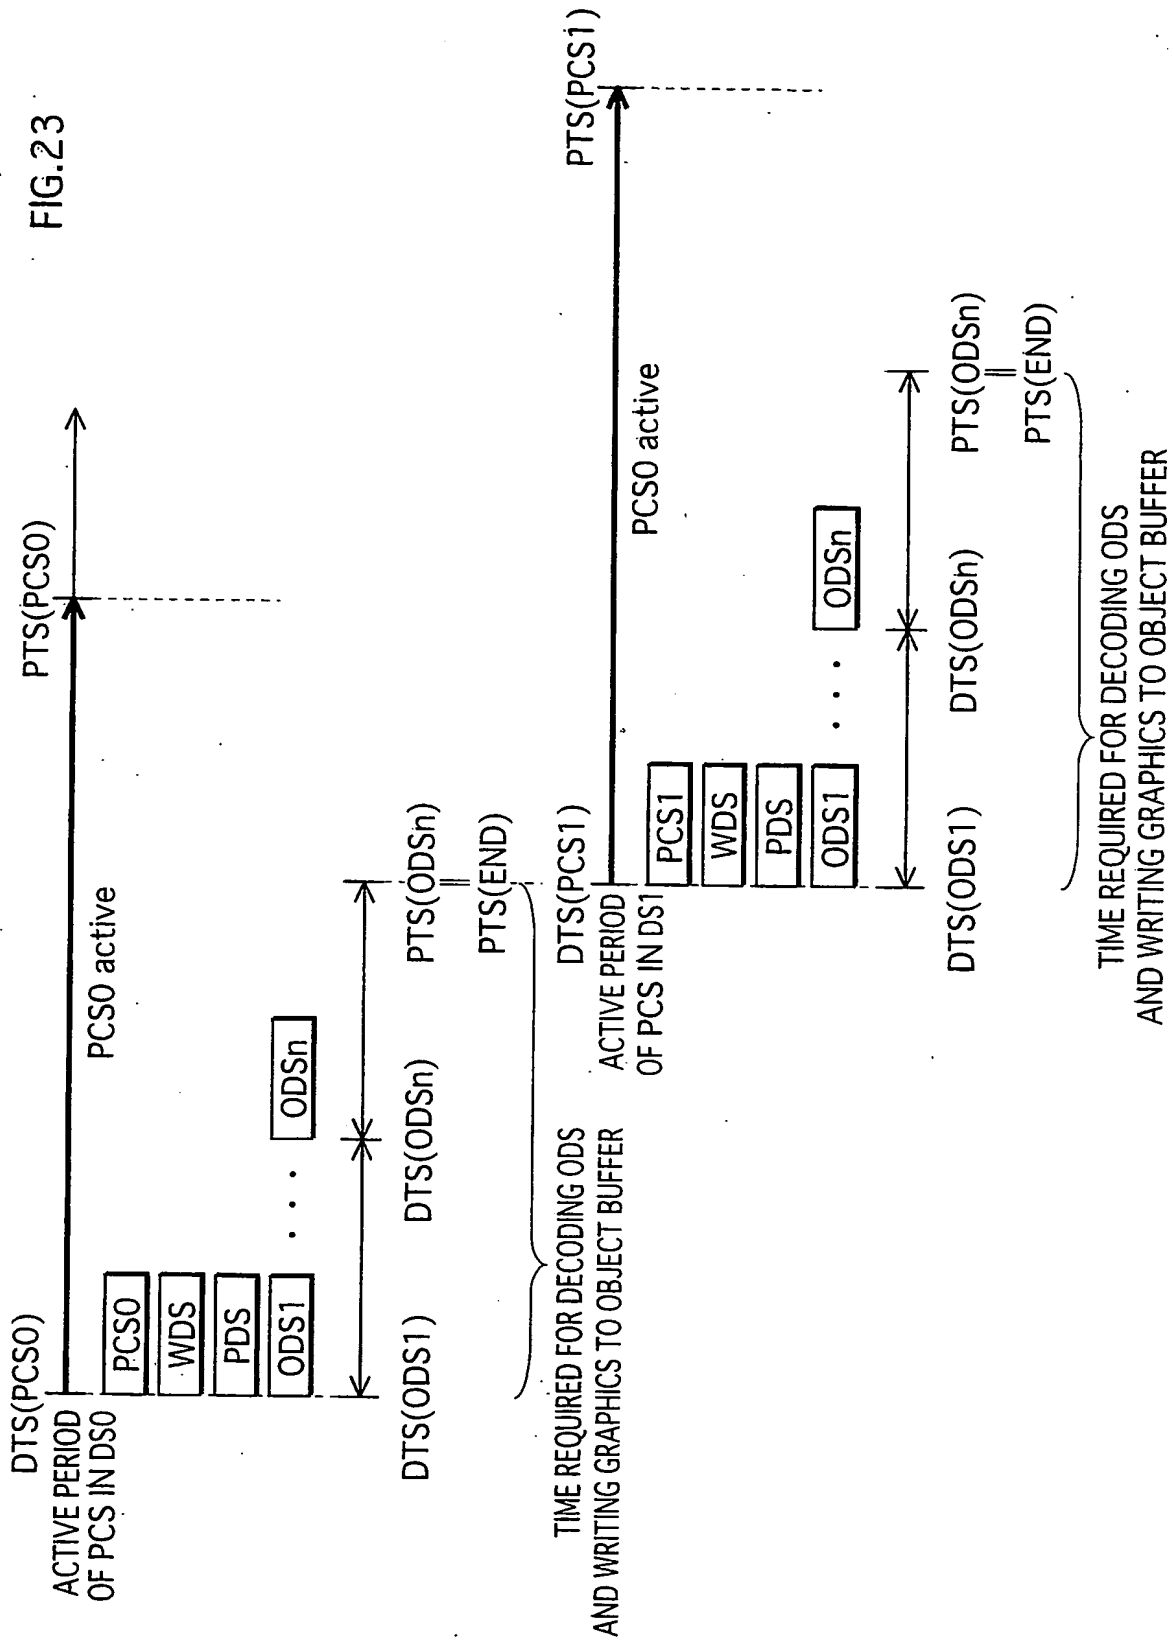 FIG.23
DTS(PCS0)
PTS(PCS0)
ACTIVE PERIOD
OF PCS IN DS0
PCS0 active
PCS0
WDS
PDS
ODS1
. . .
ODSn
DTS(ODS1)
DTS(ODSn)
PTS(ODSn)
||
PTS(END)
TIME REQUIRED FOR DECODING ODS
AND WRITING GRAPHICS TO OBJECT BUFFER
DTS(PCS1)
PTS(PCS1)
ACTIVE PERIOD
OF PCS IN DS1
PCS0 active
PCS1
WDS
PDS
ODS1
. . .
ODSn
DTS(ODS1)
DTS(ODSn)
PTS(ODSn)
||
PTS(END)
TIME REQUIRED FOR DECODING ODS
AND WRITING GRAPHICS TO OBJECT BUFFER